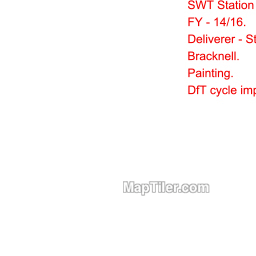 SWT Station
FY - 14/16.
Deliverer - St
Bracknell.
Painting.
DfT cycle imp
MapTiler.com